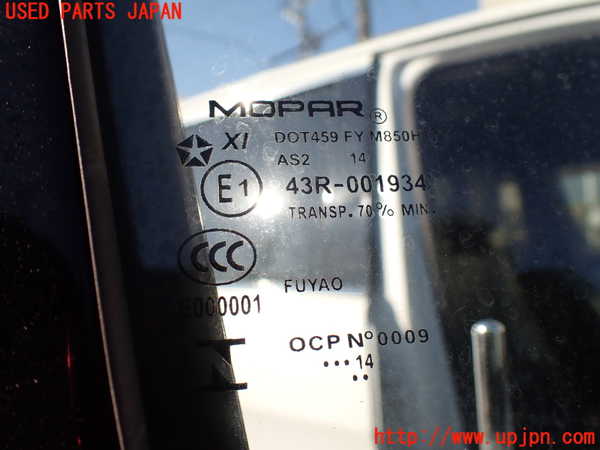 USED PARTS JAPAN
MOPAR®
XI DOT459 FY M850H
AS2 14
E1 43R-001934
TRANSP. 70% MIN.
CCC
FUYAO
E000001
OCP Nº0009
•••14
••
http://www.upjpn.com